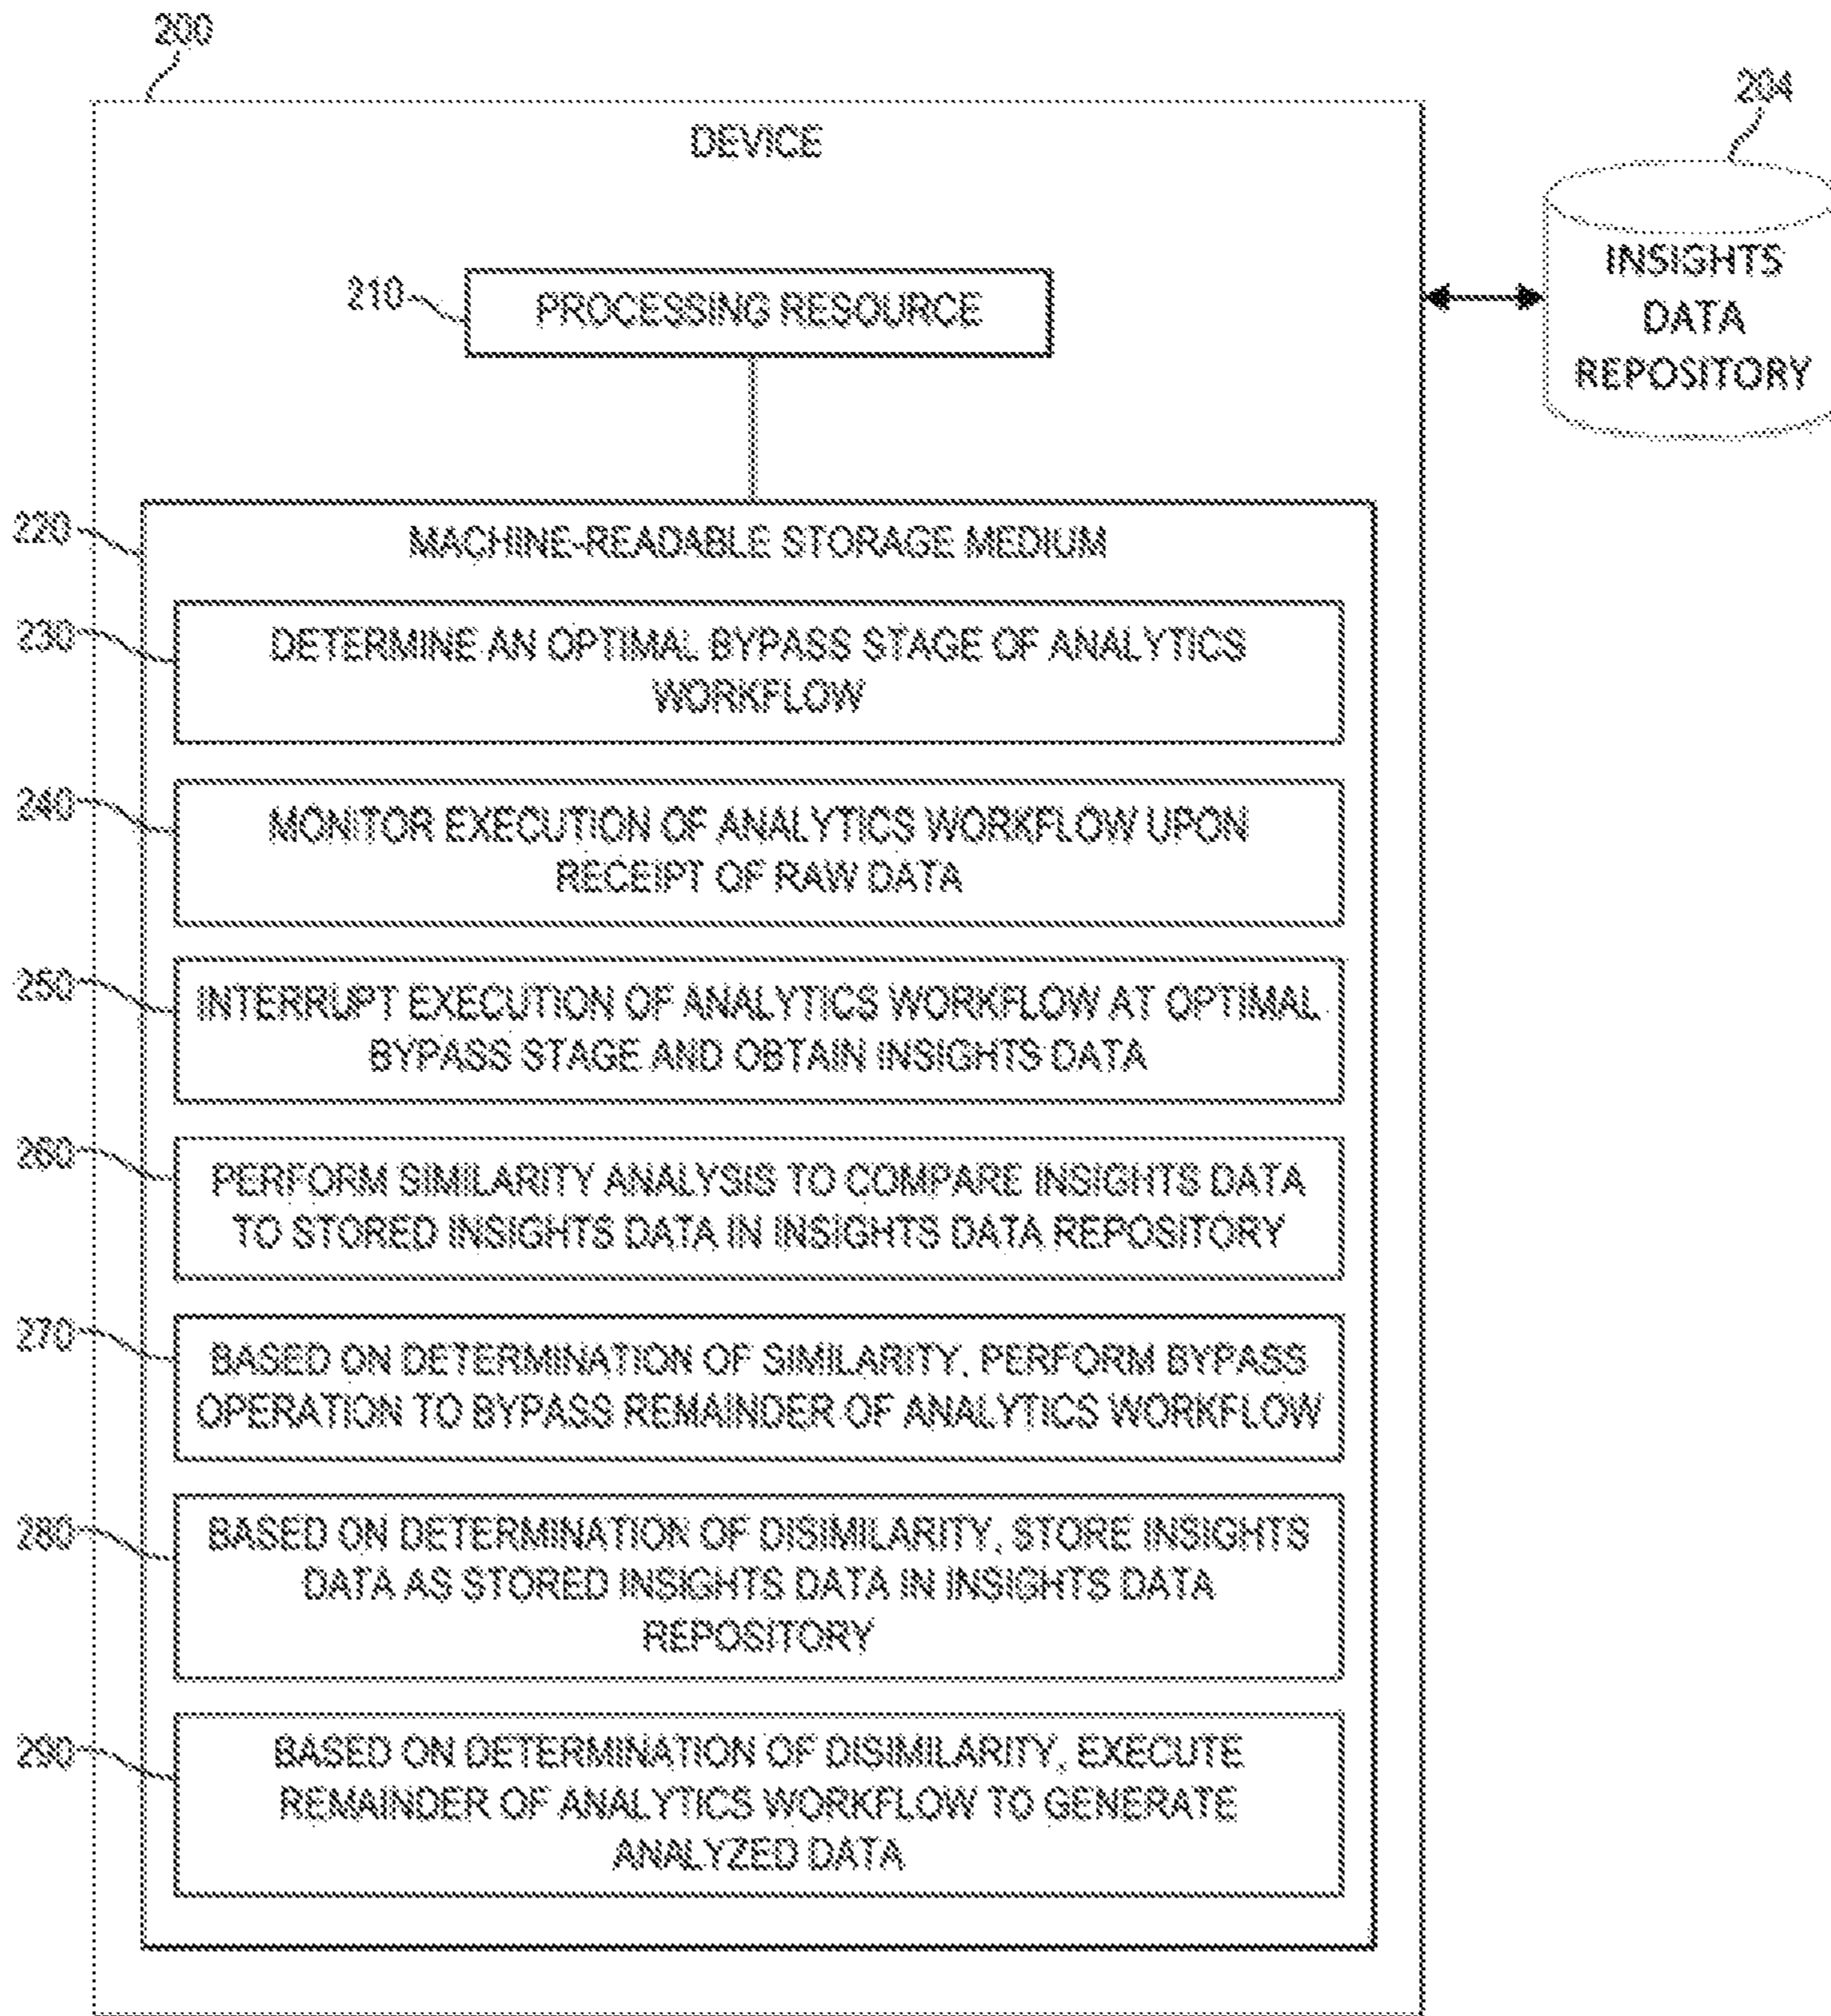 200
204
DEVICE
INSIGHTS
DATA
REPOSITORY
210
PROCESSING RESOURCE
220
MACHINE-READABLE STORAGE MEDIUM
230
DETERMINE AN OPTIMAL BYPASS STAGE OF ANALYTICS
WORKFLOW
240
MONITOR EXECUTION OF ANALYTICS WORKFLOW UPON
RECEIPT OF RAW DATA
250
INTERRUPT EXECUTION OF ANALYTICS WORKFLOW AT OPTIMAL
BYPASS STAGE AND OBTAIN INSIGHTS DATA
260
PERFORM SIMILARITY ANALYSIS TO COMPARE INSIGHTS DATA
TO STORED INSIGHTS DATA IN INSIGHTS DATA REPOSITORY
270
BASED ON DETERMINATION OF SIMILARITY, PERFORM BYPASS
OPERATION TO BYPASS REMAINDER OF ANALYTICS WORKFLOW
280
BASED ON DETERMINATION OF DISIMILARITY, STORE INSIGHTS
DATA AS STORED INSIGHTS DATA IN INSIGHTS DATA
REPOSITORY
290
BASED ON DETERMINATION OF DISIMILARITY, EXECUTE
REMAINDER OF ANALYTICS WORKFLOW TO GENERATE
ANALYZED DATA